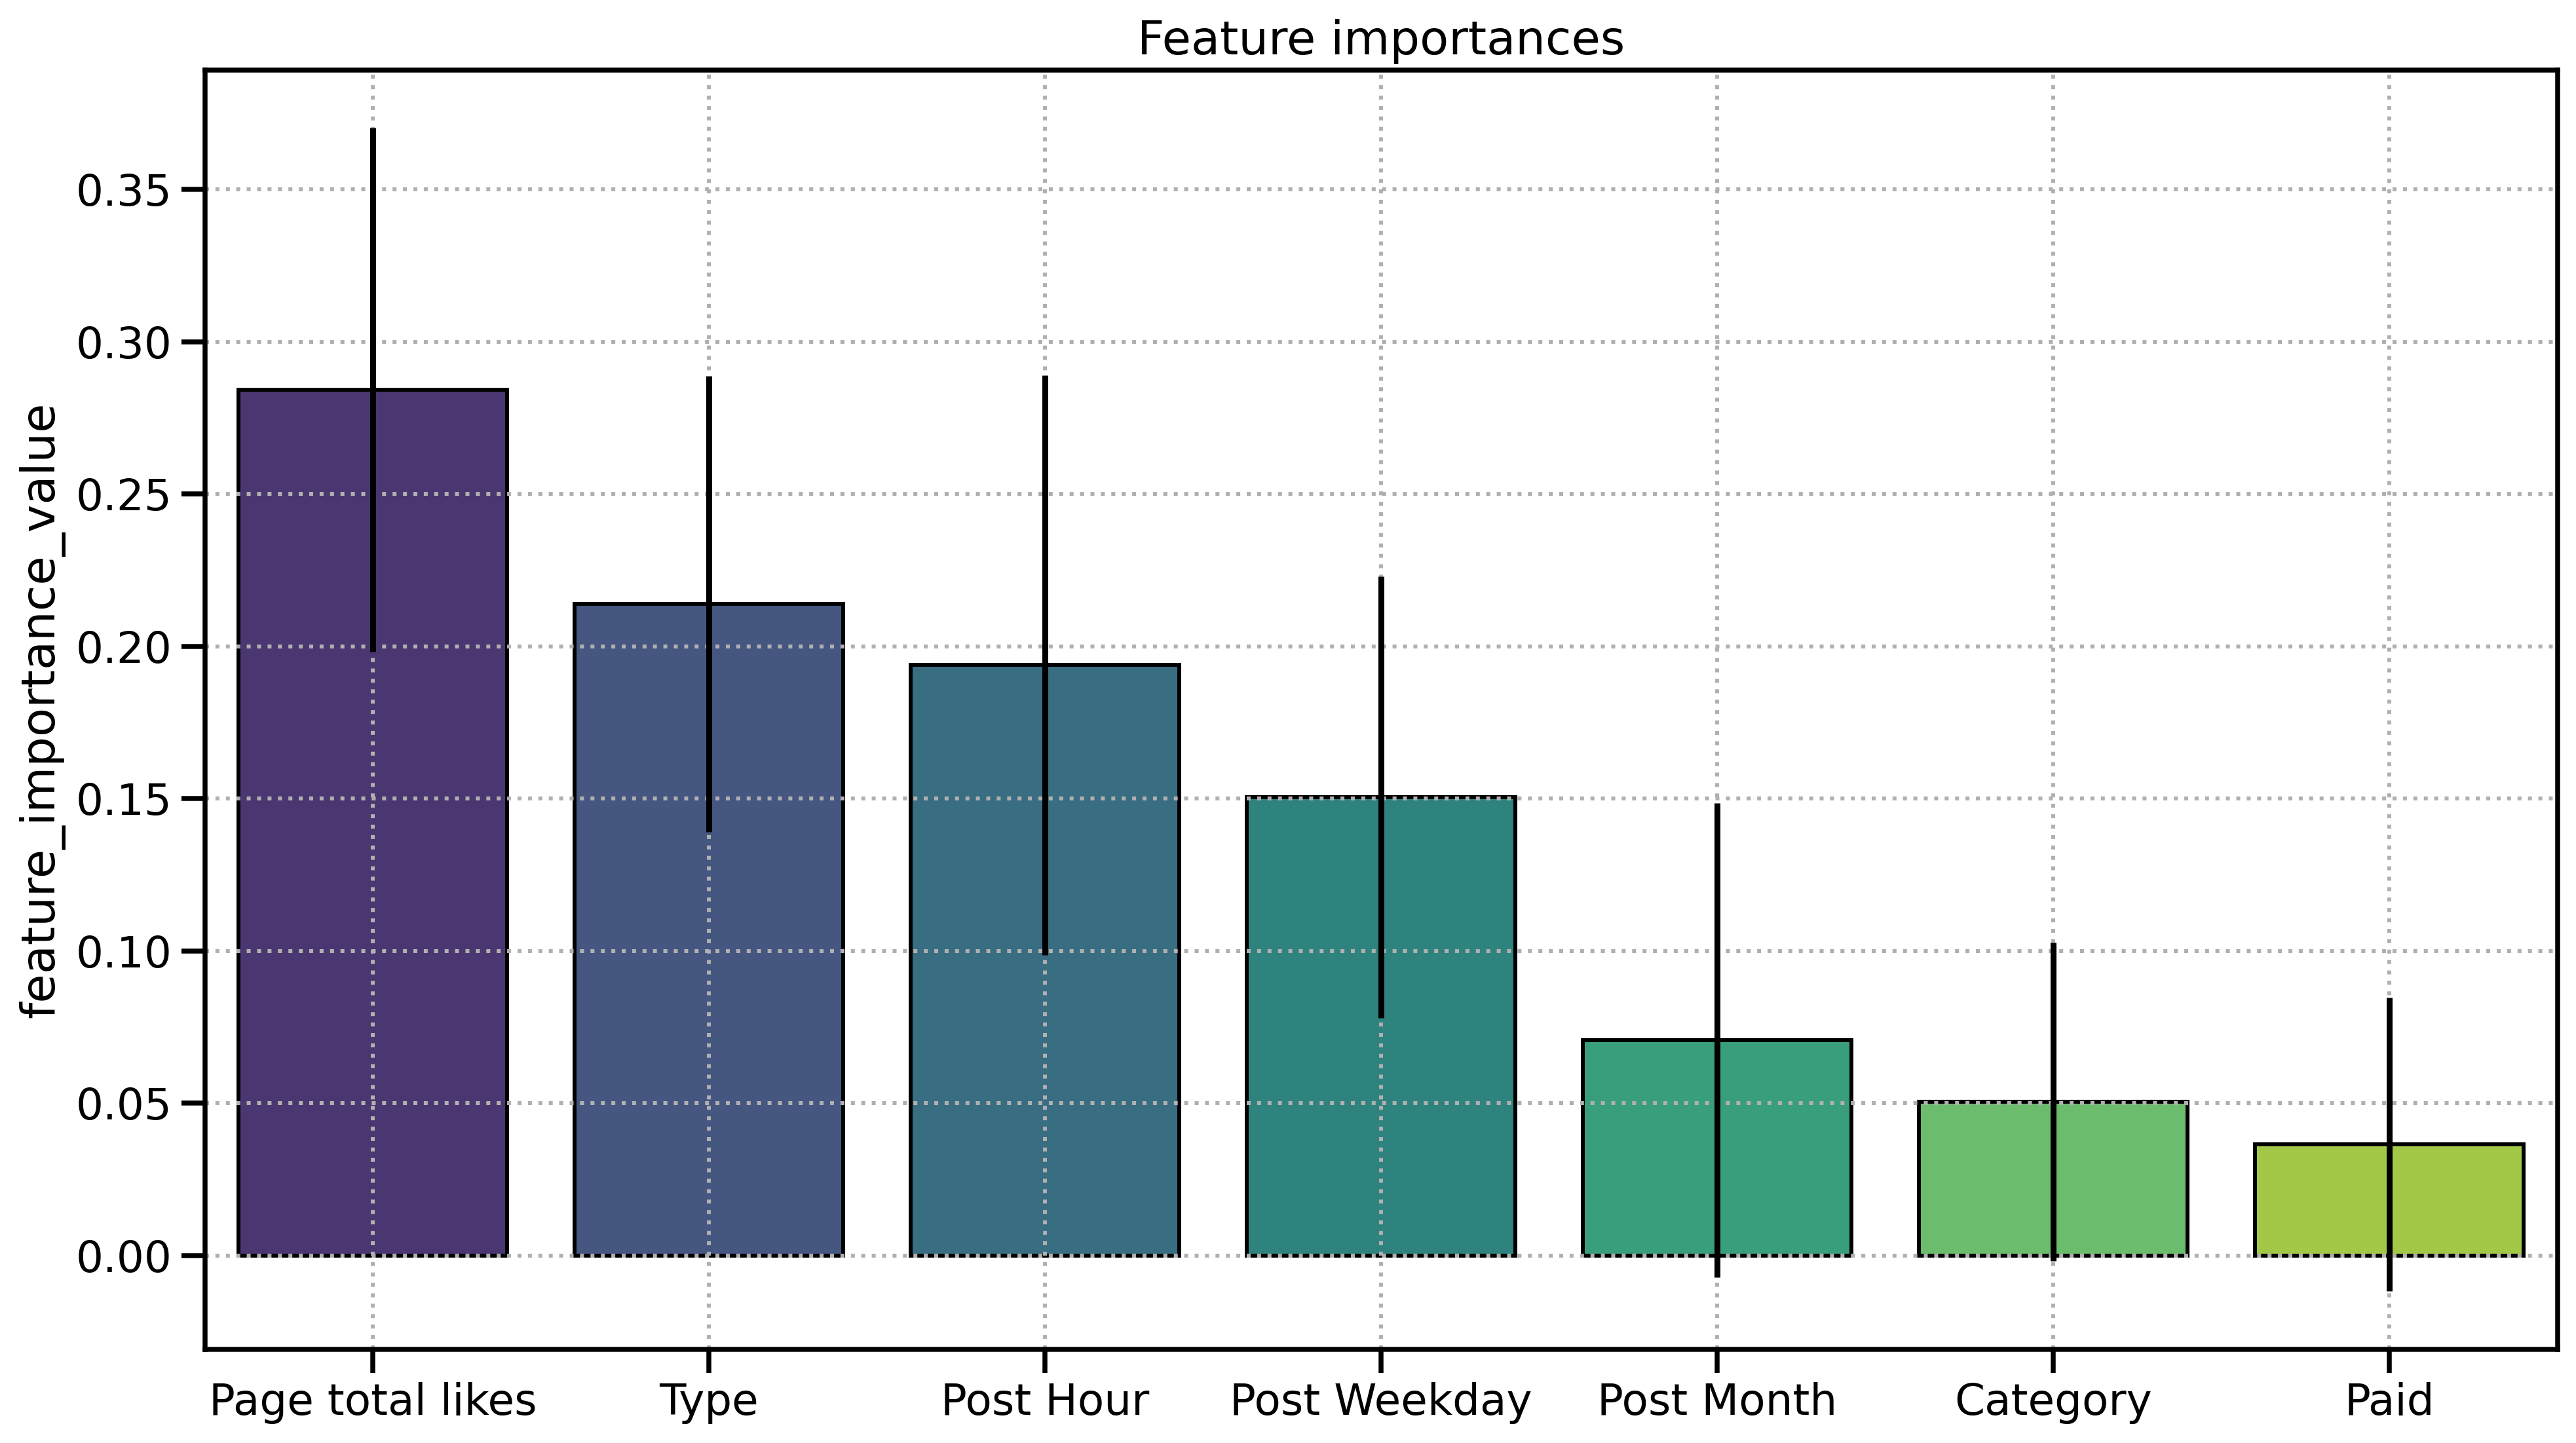 Feature importances
feature_importance_value
0.35
0.30
0.25
0.20
0.15
0.10
0.05
0.00
Page total likes
Type
Post Hour
Post Weekday
Post Month
Category
Paid